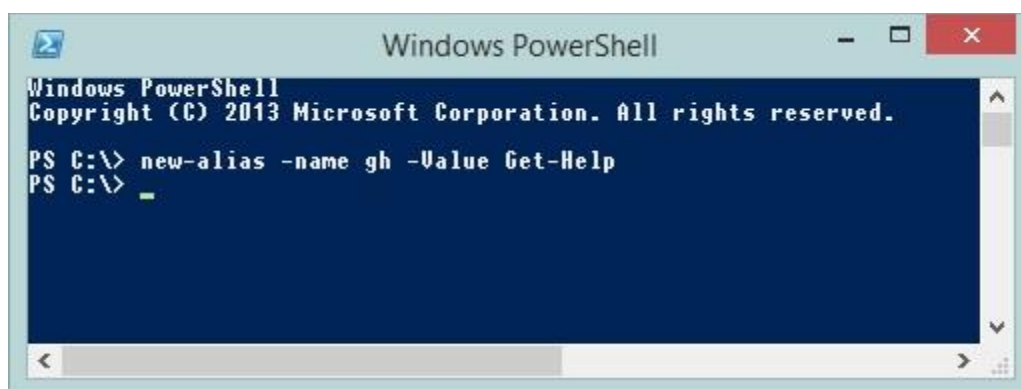 Windows PowerShell
Windows PowerShell
Copyright (C) 2013 Microsoft Corporation. All rights reserved.
PS C:\> new-alias -name gh -Value Get-Help
PS C:\> _